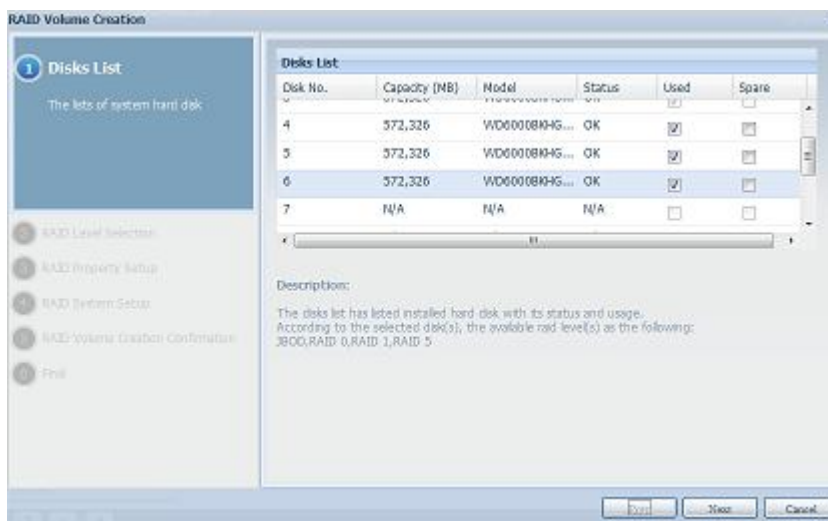 RAID Volume Creation
1 Disks List
The lists of system hard disk
Disks List
Disk No. Capacity (MB) Model Status Used Spare
4 572,326 WD6000BKHG... OK
5 572,326 WD6000BKHG... OK
6 572,326 WD6000BKHG... OK
7 N/A N/A N/A
RAID Level Selection
RAID Property Setup
RAID System Setup
RAID Volume Creation Confirmation
Final
Description:
The disks list has listed installed hard disk with its status and usage.
According to the selected disk(s), the available raid level(s) as the following:
JBOD,RAID 0,RAID 1,RAID 5
Next Cancel